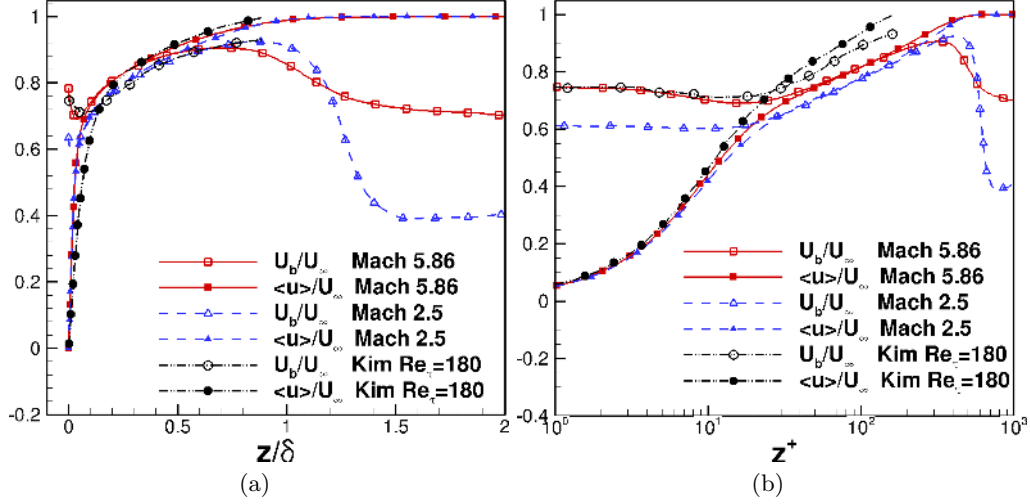 1
0.8
0.6
0.4
0.2
0
-0.2
0 0.5 1 1.5 2
z/δ
U_b/U_∞ Mach 5.86
<u>/U_∞ Mach 5.86
U_b/U_∞ Mach 2.5
<u>/U_∞ Mach 2.5
U_b/U_∞ Kim Re_τ=180
<u>/U_∞ Kim Re_τ=180
(a)
1
0.8
0.6
0.4
0.2
0
-0.2
-0.4
10^0 10^1 10^2 10^3
z^+
U_b/U_∞ Mach 5.86
<u>/U_∞ Mach 5.86
U_b/U_∞ Mach 2.5
<u>/U_∞ Mach 2.5
U_b/U_∞ Kim Re_τ=180
<u>/U_∞ Kim Re_τ=180
(b)